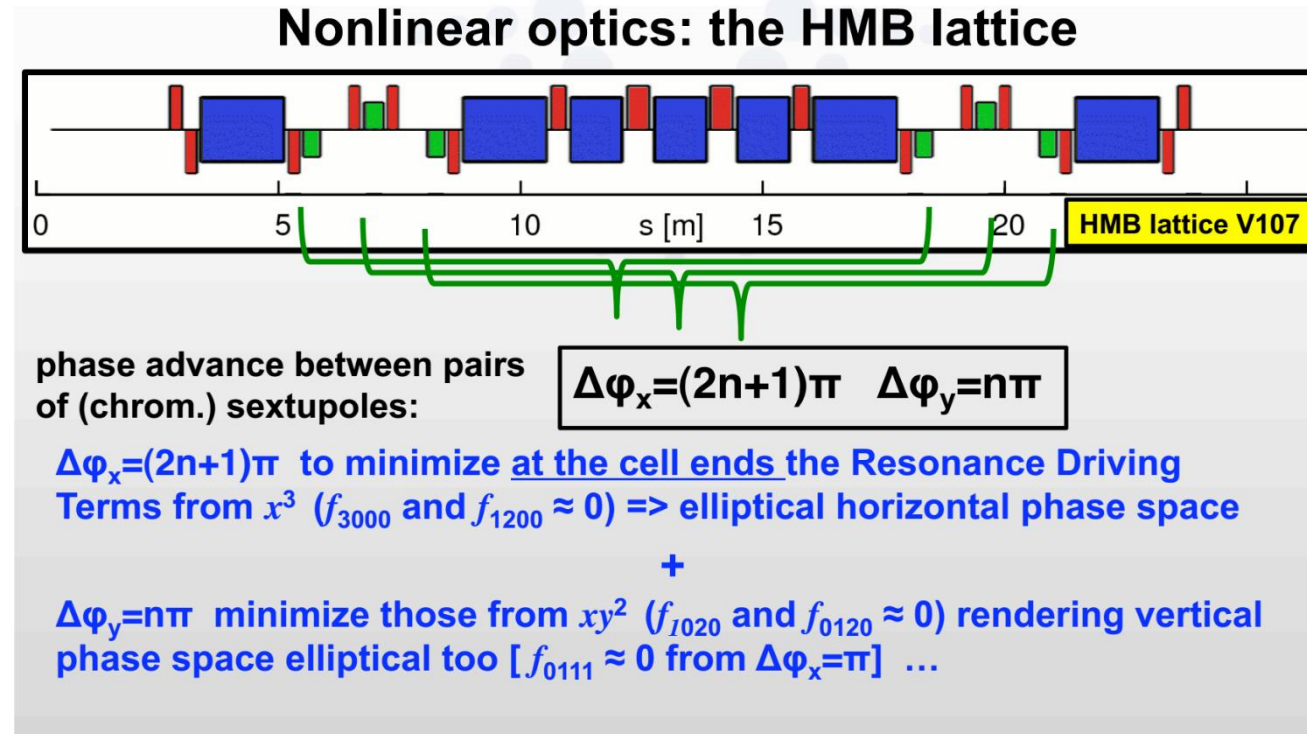 Nonlinear optics: the HMB lattice
0 5 10 s [m] 15 20 HMB lattice V107
phase advance between pairs
of (chrom.) sextupoles:
Δφx=(2n+1)π Δφy=nπ
Δφx=(2n+1)π to minimize at the cell ends the Resonance Driving
Terms from x³ (f3000 and f1200 ≈ 0) => elliptical horizontal phase space
+
Δφy=nπ minimize those from xy² (f1020 and f0120 ≈ 0) rendering vertical
phase space elliptical too [ f0111 ≈ 0 from Δφx=π] ...